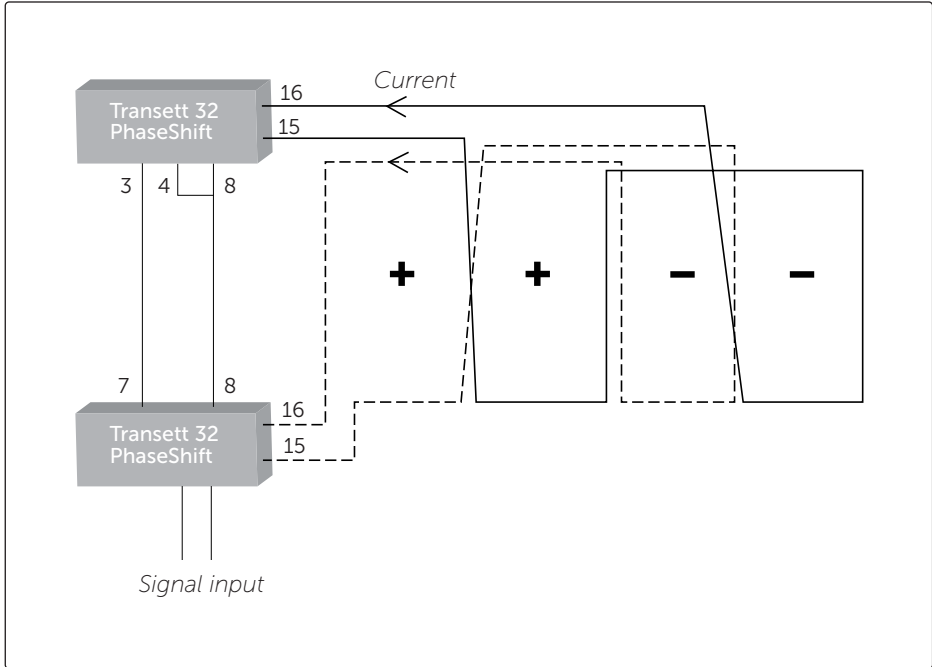 Current
Transett 32
PhaseShift
16
15
3 4 8
+ + − −
7 8
Transett 32
PhaseShift
16
15
Signal input